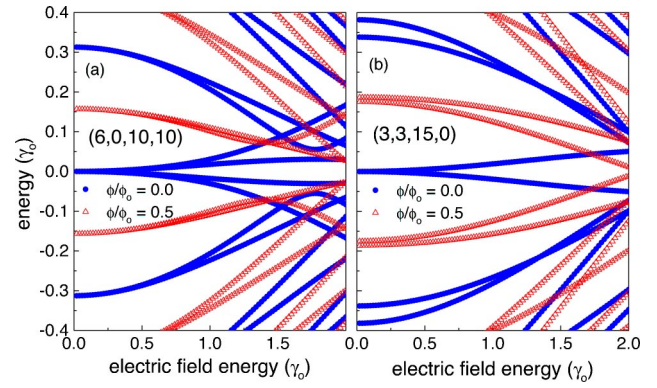 (a)
(b)
(6,0,10,10)
(3,3,15,0)
ϕ/ϕo = 0.0
ϕ/ϕo = 0.5
ϕ/ϕo = 0.0
ϕ/ϕo = 0.5
energy (γo)
0.4
0.3
0.2
0.1
0.0
-0.1
-0.2
-0.3
-0.4
0.0 0.5 1.0 1.5 0.0 0.5 1.0 1.5 2.0
electric field energy (γo) electric field energy (γo)